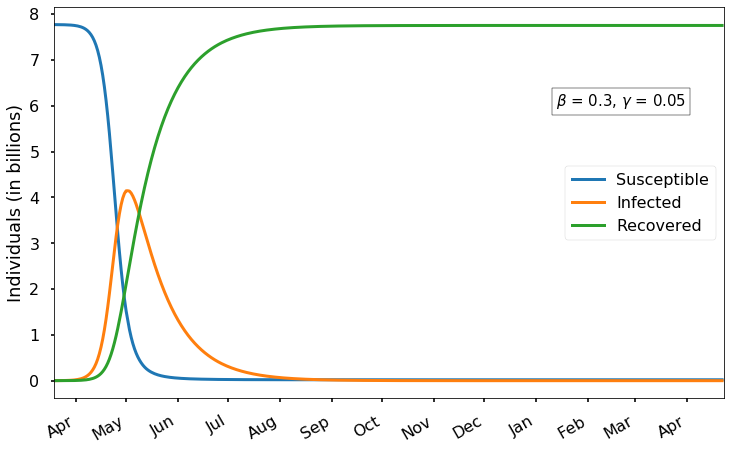 8
7
6
5
4
3
2
1
0
Individuals (in billions)
β = 0.3, γ = 0.05
Susceptible
Infected
Recovered
Apr May Jun Jul Aug Sep Oct Nov Dec Jan Feb Mar Apr